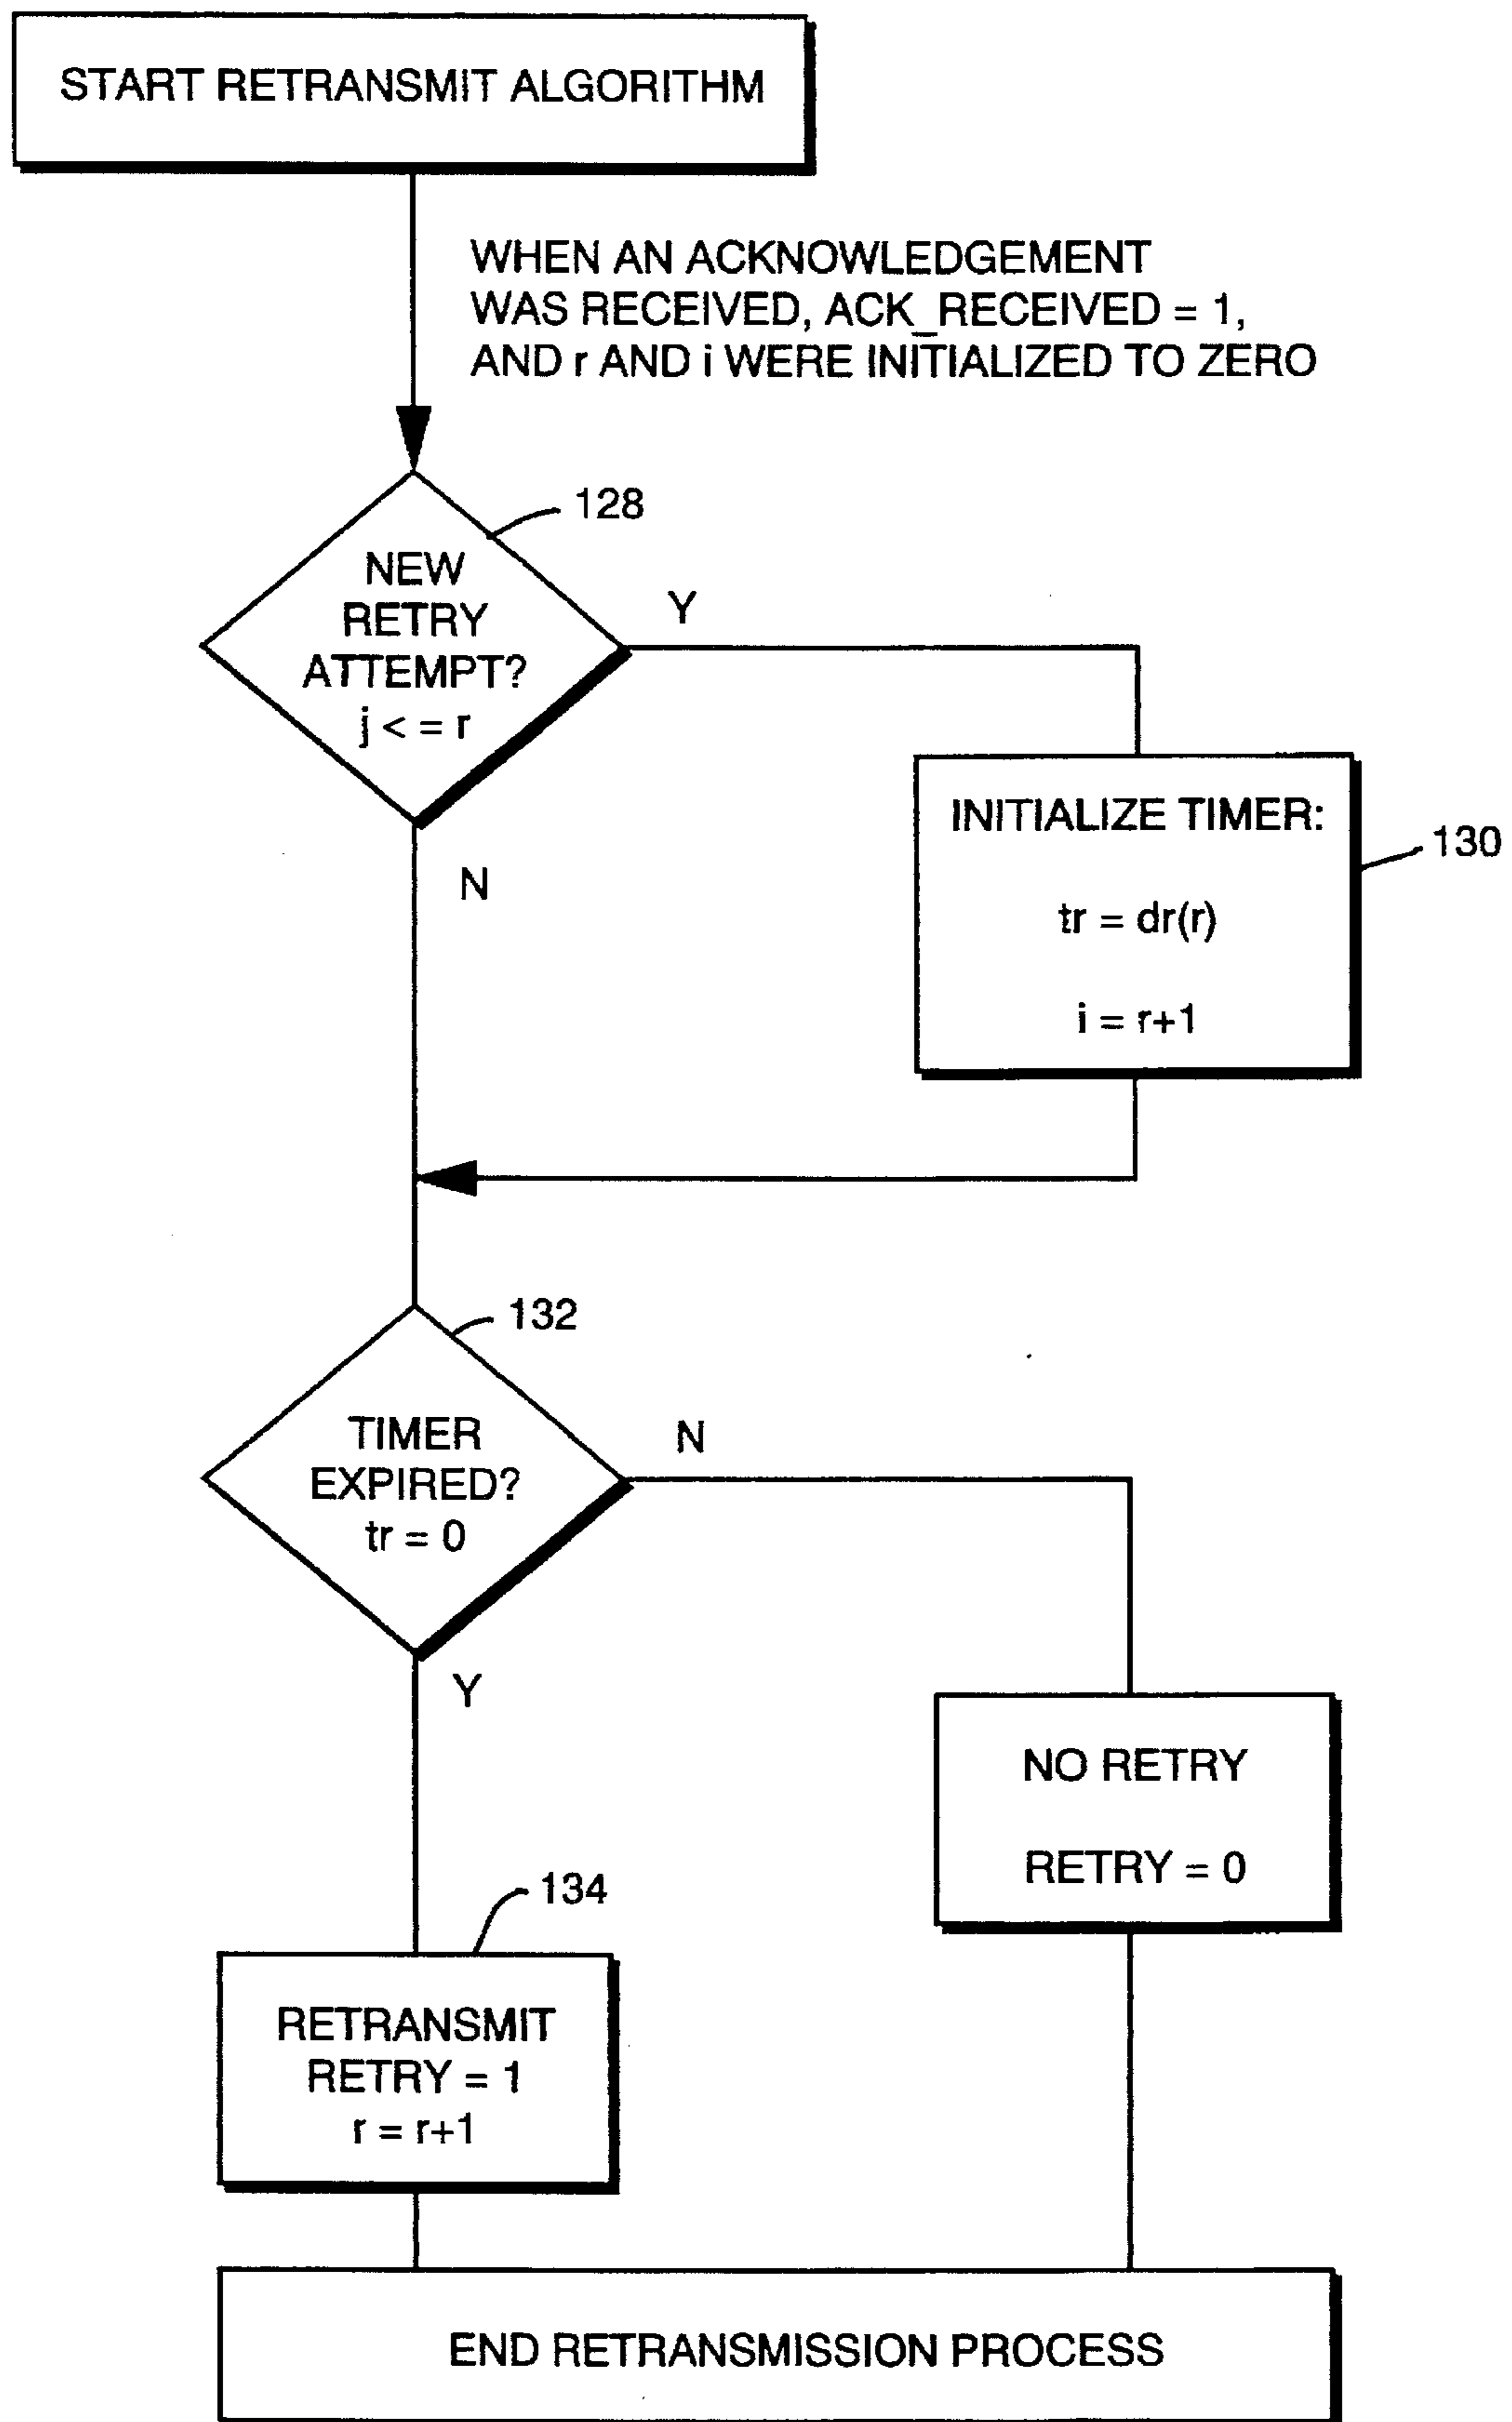 START RETRANSMIT ALGORITHM
WHEN AN ACKNOWLEDGEMENT
WAS RECEIVED, ACK_RECEIVED = 1,
AND r AND i WERE INITIALIZED TO ZERO
128
NEW
RETRY
ATTEMPT?
j < = r
Y
N
INITIALIZE TIMER:
tr = dr(r)
i = r+1
130
132
TIMER
EXPIRED?
tr = 0
N
Y
NO RETRY
RETRY = 0
134
RETRANSMIT
RETRY = 1
r = r+1
END RETRANSMISSION PROCESS